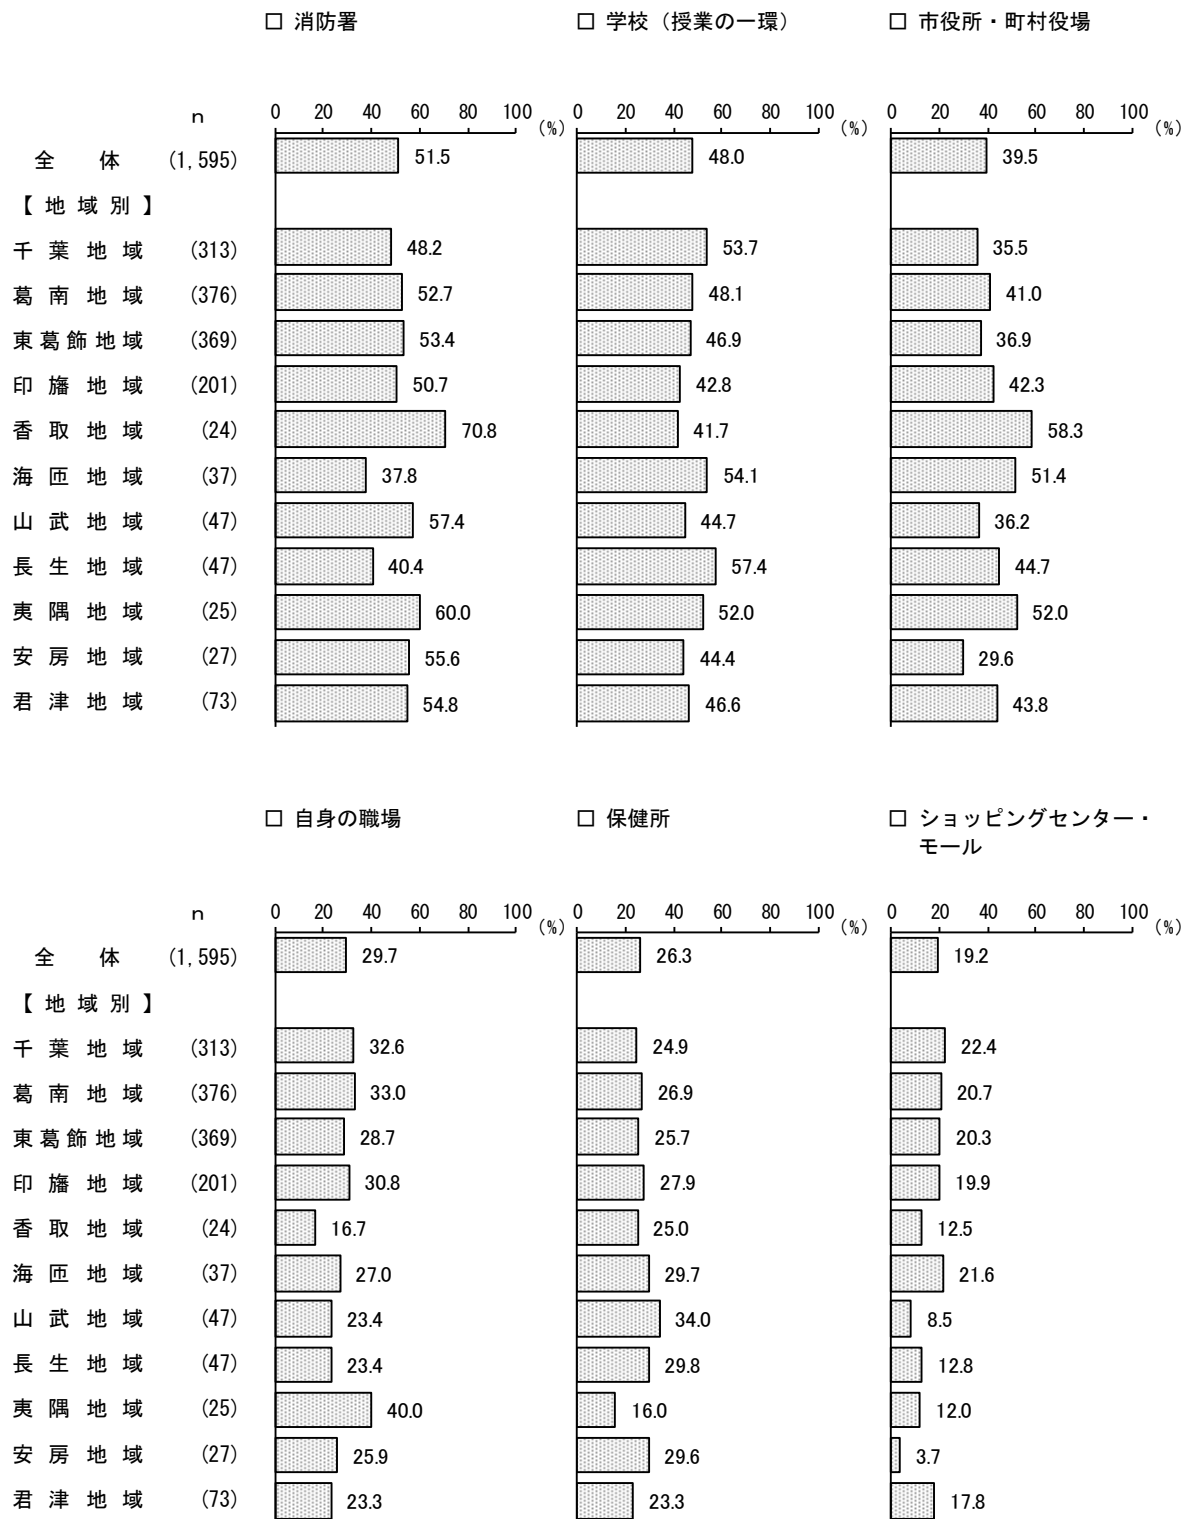 □ 消防署 □ 学校（授業の一環） □ 市役所・町村役場
n 0 20 40 60 80 100 (%) 0 20 40 60 80 100 (%) 0 20 40 60 80 100 (%)
全体 (1,595) 51.5 48.0 39.5
【地域別】
千葉地域 (313) 48.2 53.7 35.5
葛南地域 (376) 52.7 48.1 41.0
東葛飾地域 (369) 53.4 46.9 36.9
印旛地域 (201) 50.7 42.8 42.3
香取地域 (24) 70.8 41.7 58.3
海匝地域 (37) 37.8 54.1 51.4
山武地域 (47) 57.4 44.7 36.2
長生地域 (47) 40.4 57.4 44.7
夷隅地域 (25) 60.0 52.0 52.0
安房地域 (27) 55.6 44.4 29.6
君津地域 (73) 54.8 46.6 43.8
□ 自身の職場 □ 保健所 □ ショッピングセンター・
モール
n 0 20 40 60 80 100 (%) 0 20 40 60 80 100 (%) 0 20 40 60 80 100 (%)
全体 (1,595) 29.7 26.3 19.2
【地域別】
千葉地域 (313) 32.6 24.9 22.4
葛南地域 (376) 33.0 26.9 20.7
東葛飾地域 (369) 28.7 25.7 20.3
印旛地域 (201) 30.8 27.9 19.9
香取地域 (24) 16.7 25.0 12.5
海匝地域 (37) 27.0 29.7 21.6
山武地域 (47) 23.4 34.0 8.5
長生地域 (47) 23.4 29.8 12.8
夷隅地域 (25) 40.0 16.0 12.0
安房地域 (27) 25.9 29.6 3.7
君津地域 (73) 23.3 23.3 17.8